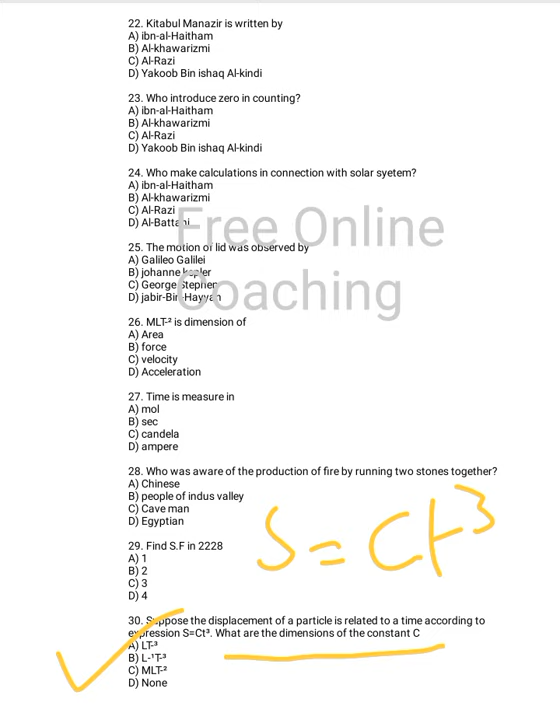 22. Kitabul Manazir is written by
A) ibn-al-Haitham
B) Al-khawarizmi
C) Al-Razi
D) Yakoob Bin ishaq Al-kindi
23. Who introduce zero in counting?
A) ibn-al-Haitham
B) Al-khawarizmi
C) Al-Razi
D) Yakoob Bin ishaq Al-kindi
24. Who make calculations in connection with solar syetem?
A) ibn-al-Haitham
B) Al-khawarizmi
C) Al-Razi
D) Al-Battani
Free Online
Coaching
25. The motion of lid was observed by
A) Galileo Galilei
B) johanne kepler
C) George Stephen
D) jabir-Bin-Hayyan
26. MLT-² is dimension of
A) Area
B) force
C) velocity
D) Acceleration
27. Time is measure in
A) mol
B) sec
C) candela
D) ampere
28. Who was aware of the production of fire by running two stones together?
A) Chinese
B) people of indus valley
C) Cave man
D) Egyptian
S = Ct³
29. Find S.F in 2228
A) 1
B) 2
C) 3
D) 4
30. Suppose the displacement of a particle is related to a time according to
expression S=Ct³. What are the dimensions of the constant C
A) LT-³
B) L-¹T-³
C) MLT-²
D) None